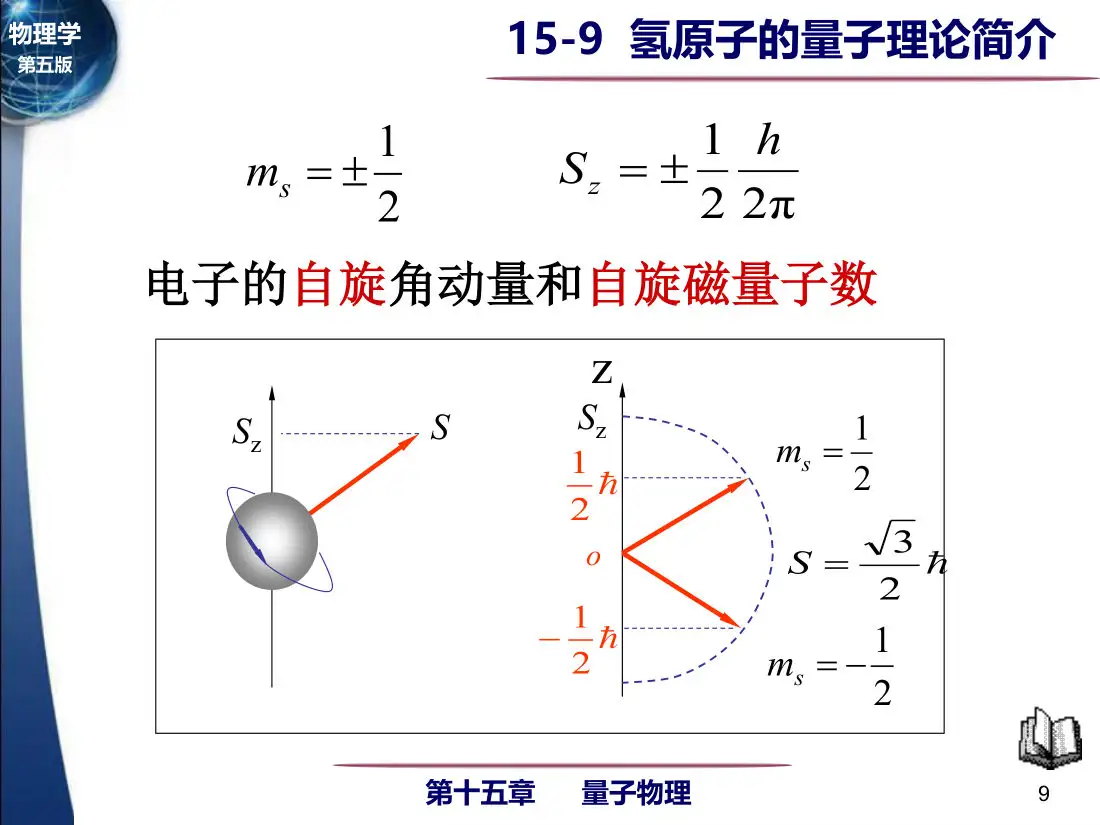 物理学
第五版
15-9 氢原子的量子理论简介
m_s = ±1/2
S_z = ±1/2 h/2π
电子的自旋角动量和自旋磁量子数
S_z
S
z
S_z
1/2 ħ
o
-1/2 ħ
m_s = 1/2
S = √3/2 ħ
m_s = -1/2
第十五章 量子物理
9